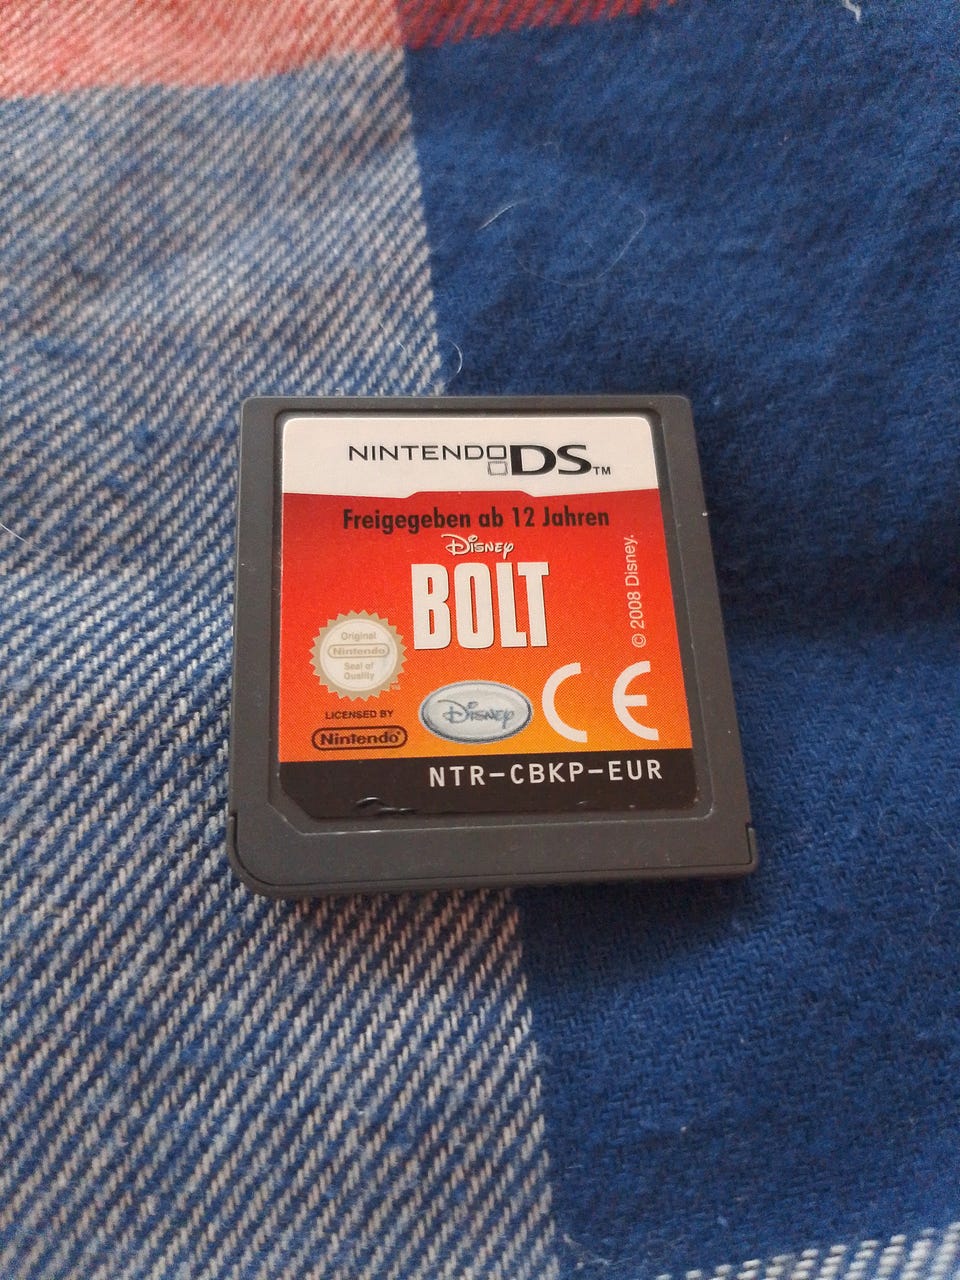 NINTENDO DS™
Freigegeben ab 12 Jahren
Disney
BOLT
© 2008 Disney.
Original
Nintendo
Seal of
Quality
TM
LICENSED BY
Nintendo®
Disney
CE
NTR-CBKP-EUR